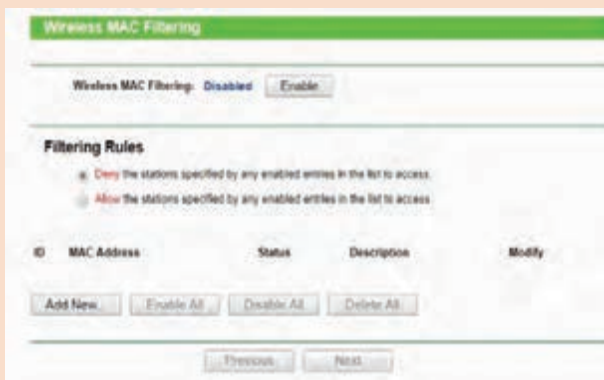 Wireless MAC Filtering
Wireless MAC Filtering: Disabled Enable
Filtering Rules
Deny the stations specified by any enabled entries in the list to access.
Allow the stations specified by any enabled entries in the list to access.
ID MAC Address Status Description Modify
Add New... Enable All Disable All Delete All
Previous Next